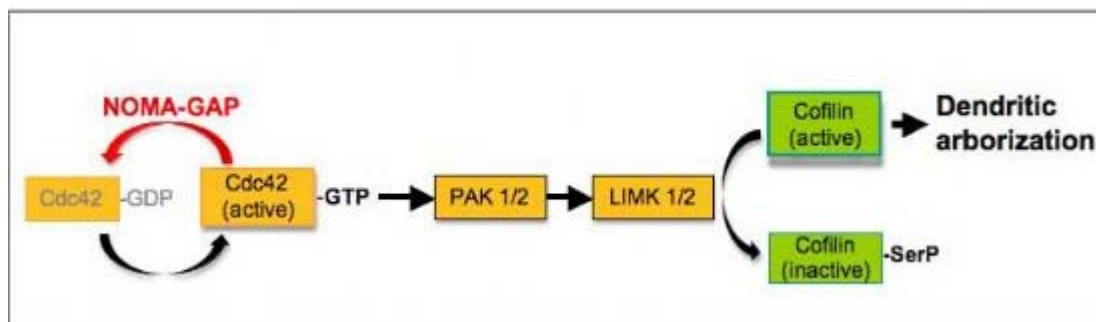 NOMA-GAP
Cdc42 -GDP
Cdc42
(active)
-GTP
PAK 1/2
LIMK 1/2
Cofilin
(active)
Dendritic
arborization
Cofilin
(inactive)
-SerP